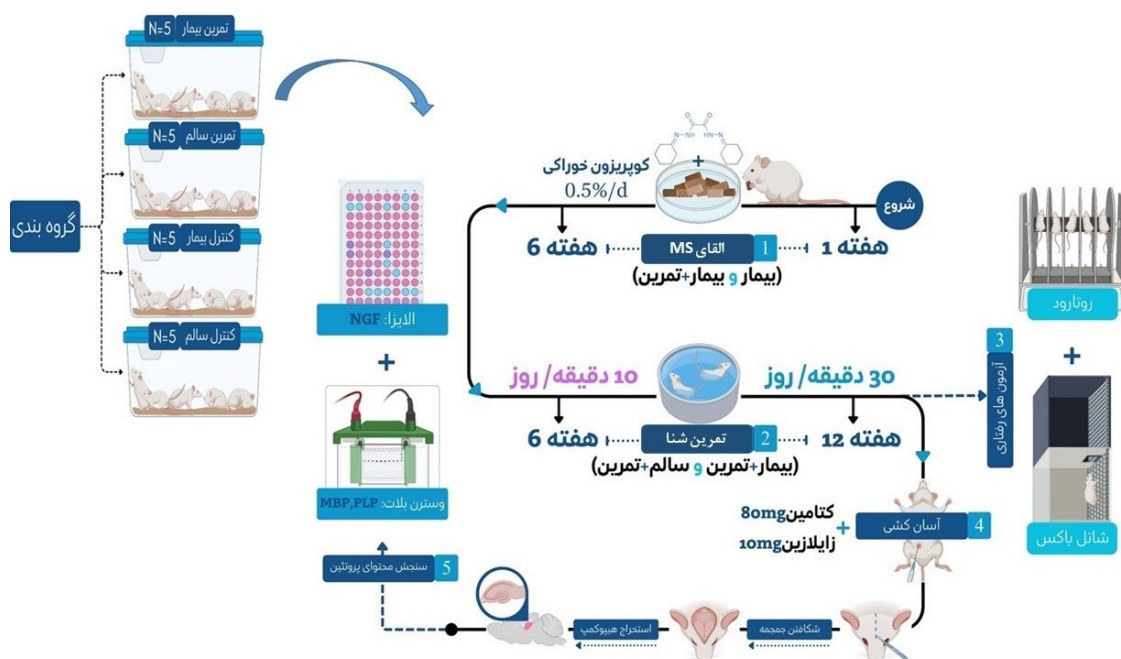 گروه بندی
تمرین بیمار N=5
تمرین سالم N=5
کنترل بیمار N=5
کنترل سالم N=5
شروع
O
NH
HN
O
N
N
+
کوپریزون خوراکی
0.5%/d
هفته 1
1 القای MS
هفته 6
(بیمار و بیمار+تمرین)
10 دقیقه/ روز
30 دقیقه/ روز
هفته 6
2 تمرین شنا
هفته 12
(بیمار+تمرین و سالم+تمرین)
3 آزمون های رفتاری
روتارود
+
شاتل باکس
4 آسان کشی
+
کتامین 80mg
زایلازین 10mg
شکافتن جمجمه
استخراج هیپوکمپ
5 سنجش محتوای پروتئین
وسترن بلات: MBP,PLP
+
الایزا: NGF